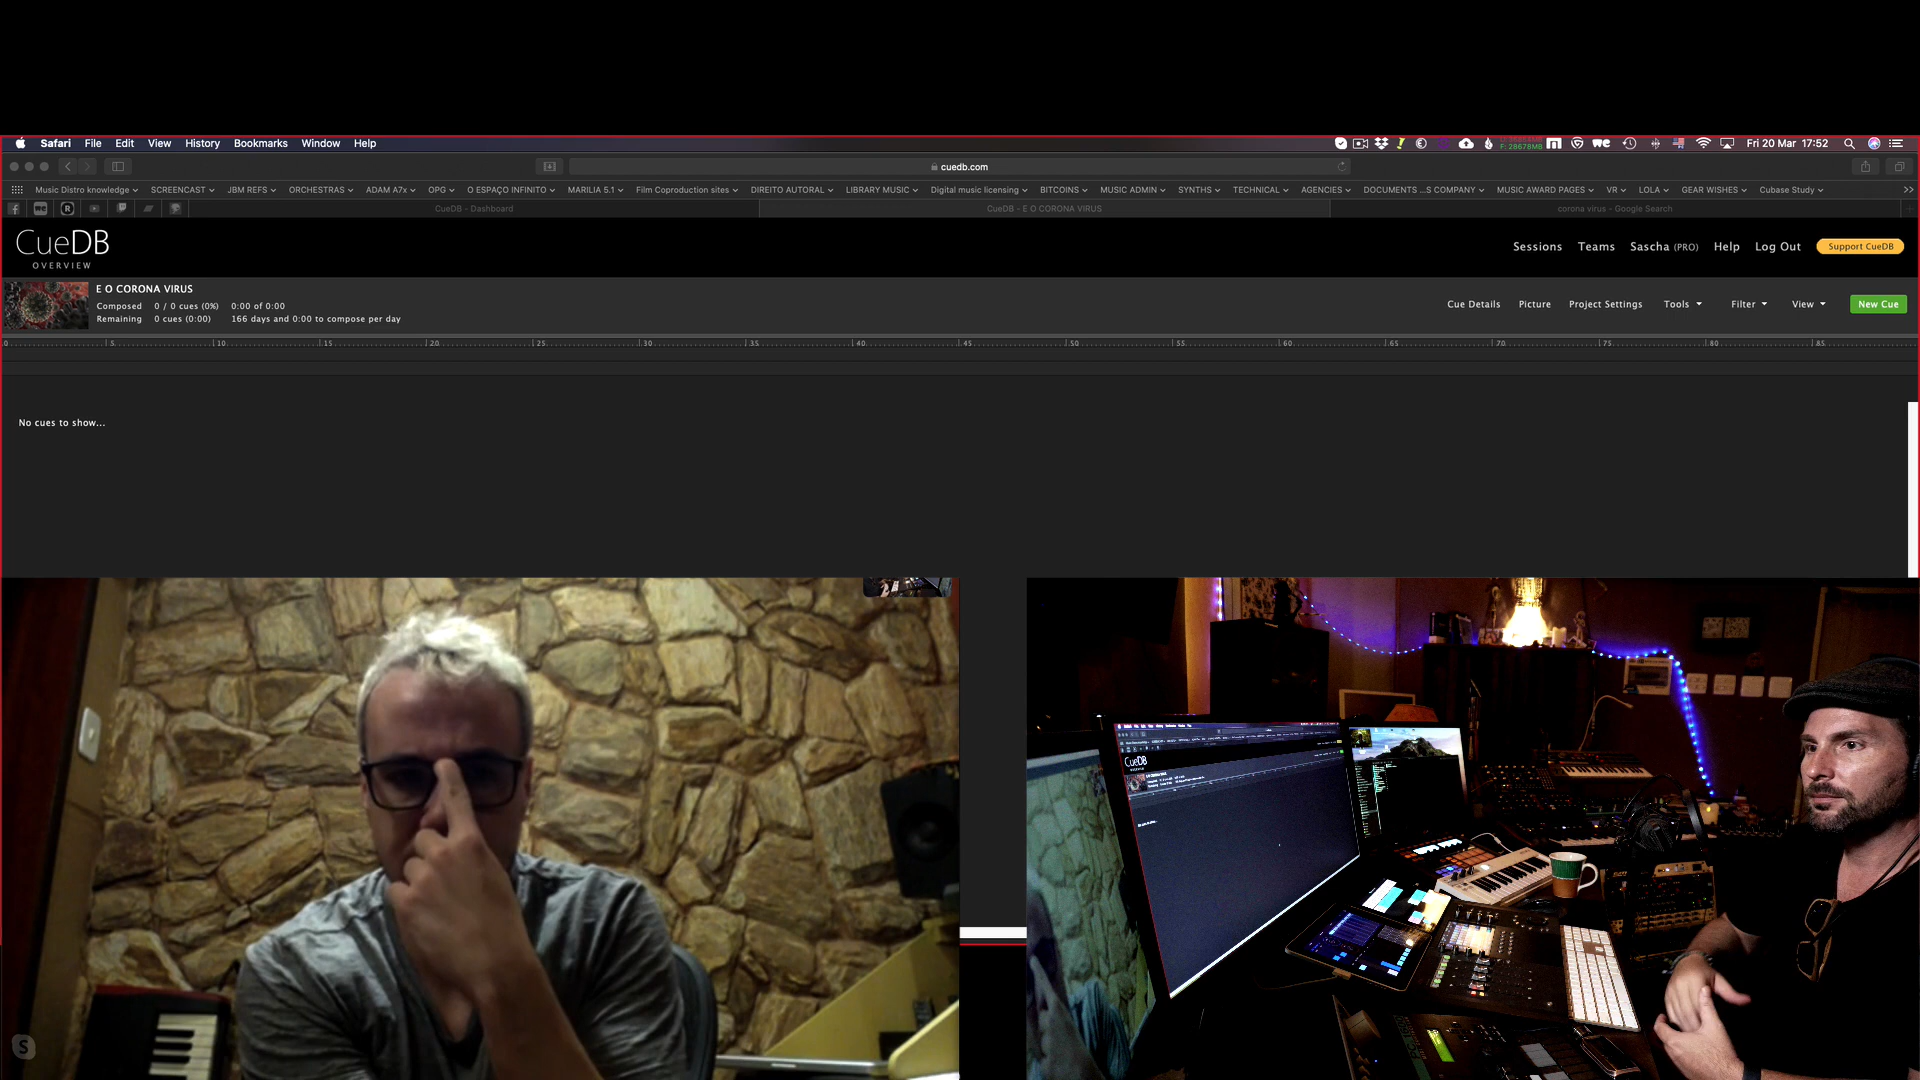 Safari File Edit View History Bookmarks Window Help
F: 28678MB
Fri 20 Mar 17:52
cuedb.com
Music Distro knowledge SCREENCAST JBM REFS ORCHESTRAS ADAM A7x OPG O ESPAÇO INFINITO MARILIA 5.1 Film Coproduction sites DIREITO AUTORAL LIBRARY MUSIC Digital music licensing BITCOINS MUSIC ADMIN SYNTHS TECHNICAL AGENCIES DOCUMENTS ...S COMPANY MUSIC AWARD PAGES VR LOLA GEAR WISHES Cubase Study
CueDB - Dashboard CueDB - E O CORONA VIRUS corona virus - Google Search
CueDB
OVERVIEW
Sessions Teams Sascha (PRO) Help Log Out Support CueDB
E O CORONA VIRUS
Composed 0 / 0 cues (0%) 0:00 of 0:00
Remaining 0 cues (0:00) 166 days and 0:00 to compose per day
Cue Details Picture Project Settings Tools Filter View New Cue
0 5 10 15 20 25 30 35 40 45 50 55 60 65 70 75 80 85
No cues to show...
CueDB
S